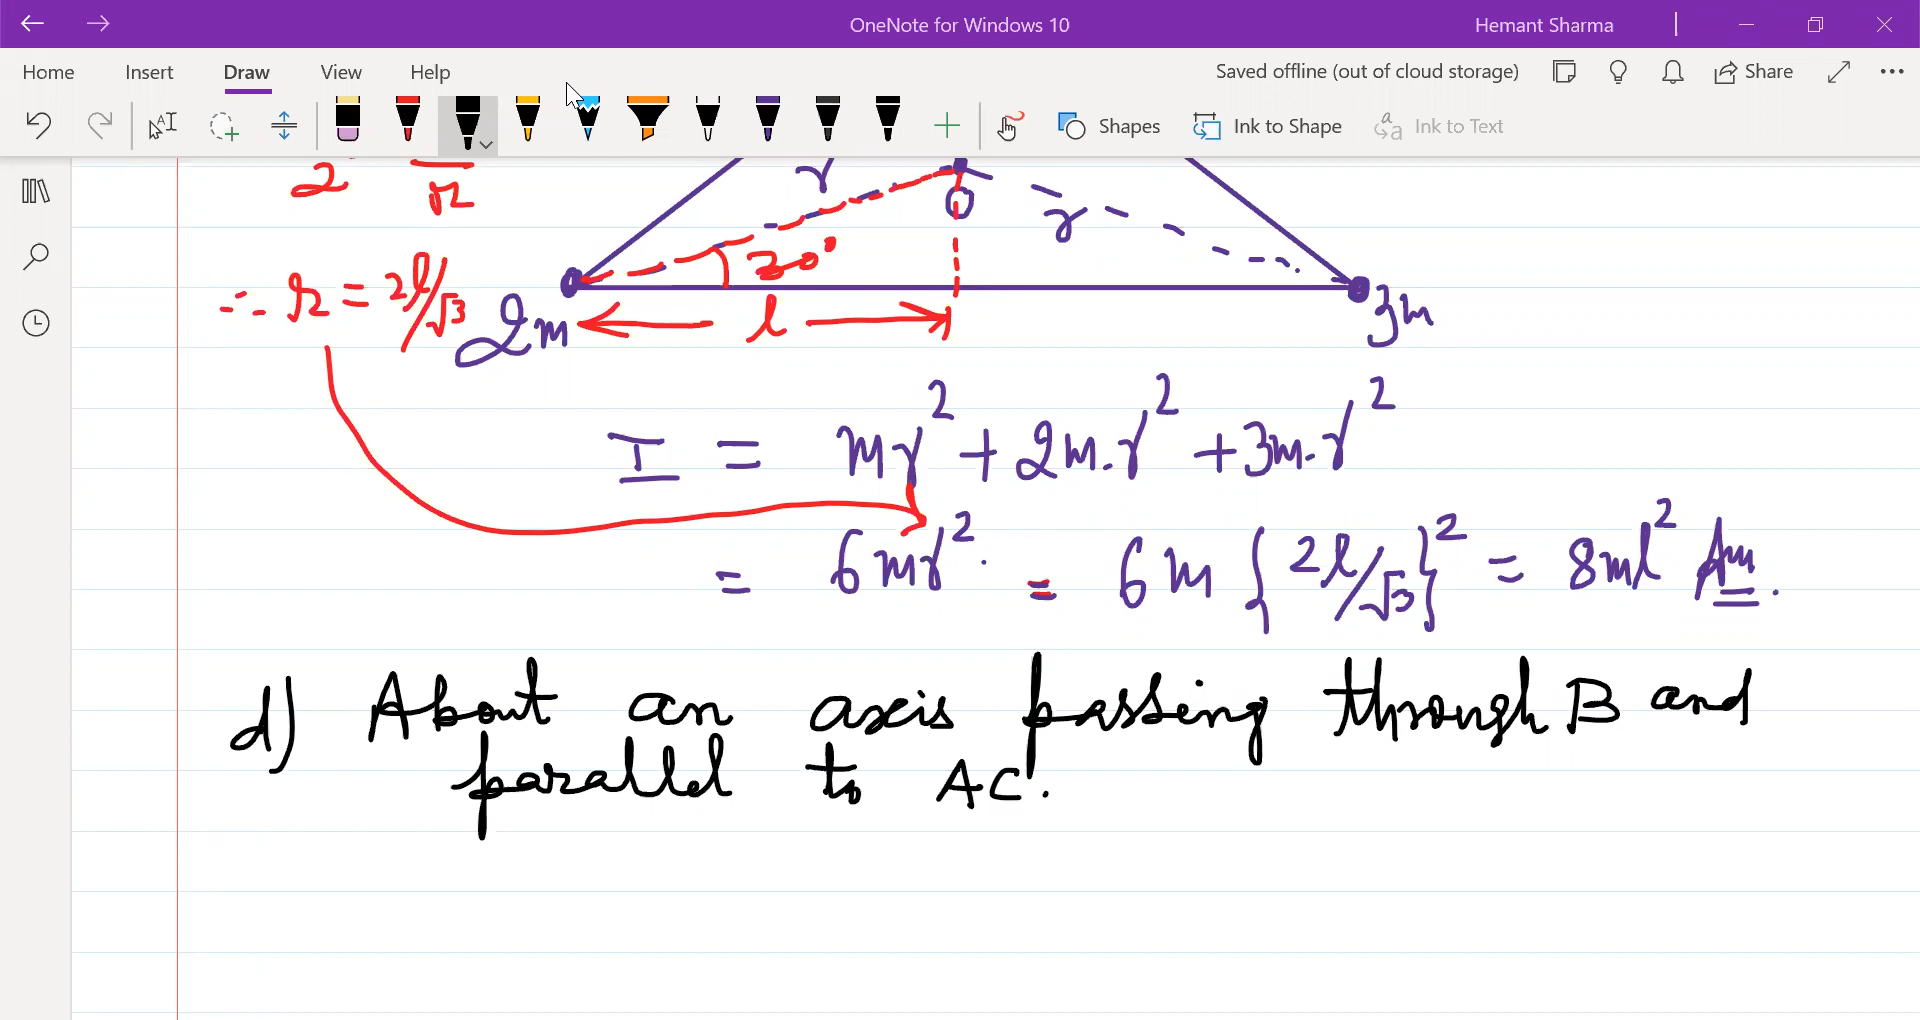 OneNote for Windows 10
Hemant Sharma
Home Insert Draw View Help
Saved offline (out of cloud storage)
Share
Shapes
Ink to Shape
Ink to Text
2 √r
r r
O
30°
∴ r = 2l/√3
2m l 3m
I = mr² + 2m.r² + 3m.r²
= 6mr². = 6m {2l/√3}² = 8ml² Am.
d) About an axis passing through B and
parallel to AC.